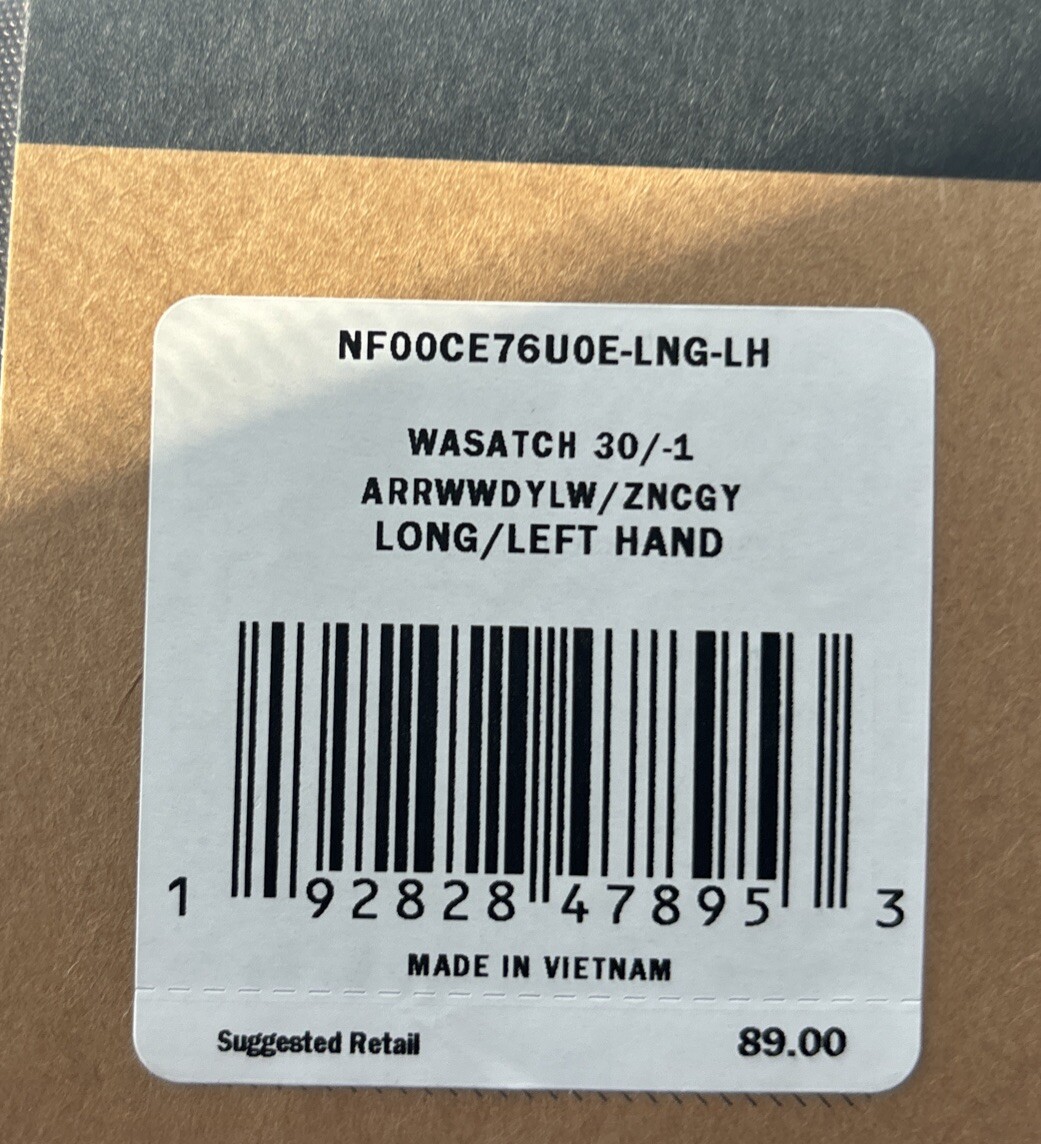 NF00CE76U0E-LNG-LH
WASATCH 30/-1
ARRWWDYLW/ZNCGY
LONG/LEFT HAND
1 92828 47895 3
MADE IN VIETNAM
Suggested Retail 89.00